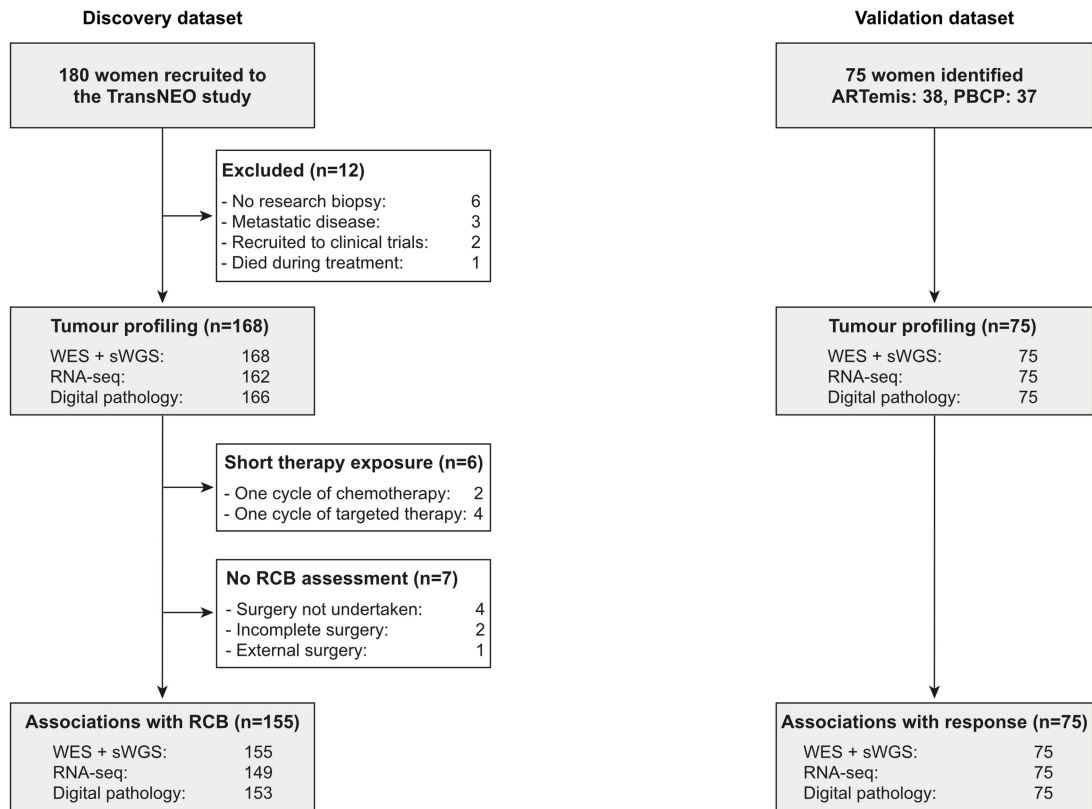 Discovery dataset
180 women recruited to
the TransNEO study
Excluded (n=12)
- No research biopsy: 6
- Metastatic disease: 3
- Recruited to clinical trials: 2
- Died during treatment: 1
Tumour profiling (n=168)
WES + sWGS: 168
RNA-seq: 162
Digital pathology: 166
Short therapy exposure (n=6)
- One cycle of chemotherapy: 2
- One cycle of targeted therapy: 4
No RCB assessment (n=7)
- Surgery not undertaken: 4
- Incomplete surgery: 2
- External surgery: 1
Associations with RCB (n=155)
WES + sWGS: 155
RNA-seq: 149
Digital pathology: 153
Validation dataset
75 women identified
ARTemis: 38, PBCP: 37
Tumour profiling (n=75)
WES + sWGS: 75
RNA-seq: 75
Digital pathology: 75
Associations with response (n=75)
WES + sWGS: 75
RNA-seq: 75
Digital pathology: 75